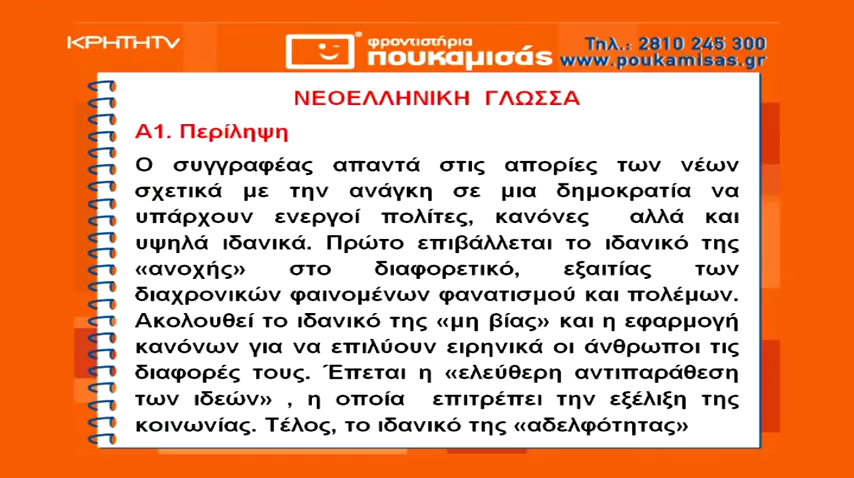 ΚΡΗΤΗTV
φροντιστήρια
πουκαμισάς
Τηλ.: 2810 245 300
www.poukamisas.gr
ΝΕΟΕΛΛΗΝΙΚΗ ΓΛΩΣΣΑ
Α1. Περίληψη
Ο συγγραφέας απαντά στις απορίες των νέων
σχετικά με την ανάγκη σε μια δημοκρατία να
υπάρχουν ενεργοί πολίτες, κανόνες αλλά και
υψηλά ιδανικά. Πρώτο επιβάλλεται το ιδανικό της
«ανοχής» στο διαφορετικό, εξαιτίας των
διαχρονικών φαινομένων φανατισμού και πολέμων.
Ακολουθεί το ιδανικό της «μη βίας» και η εφαρμογή
κανόνων για να επιλύουν ειρηνικά οι άνθρωποι τις
διαφορές τους. Έπεται η «ελεύθερη αντιπαράθεση
των ιδεών» , η οποία επιτρέπει την εξέλιξη της
κοινωνίας. Τέλος, το ιδανικό της «αδελφότητας»